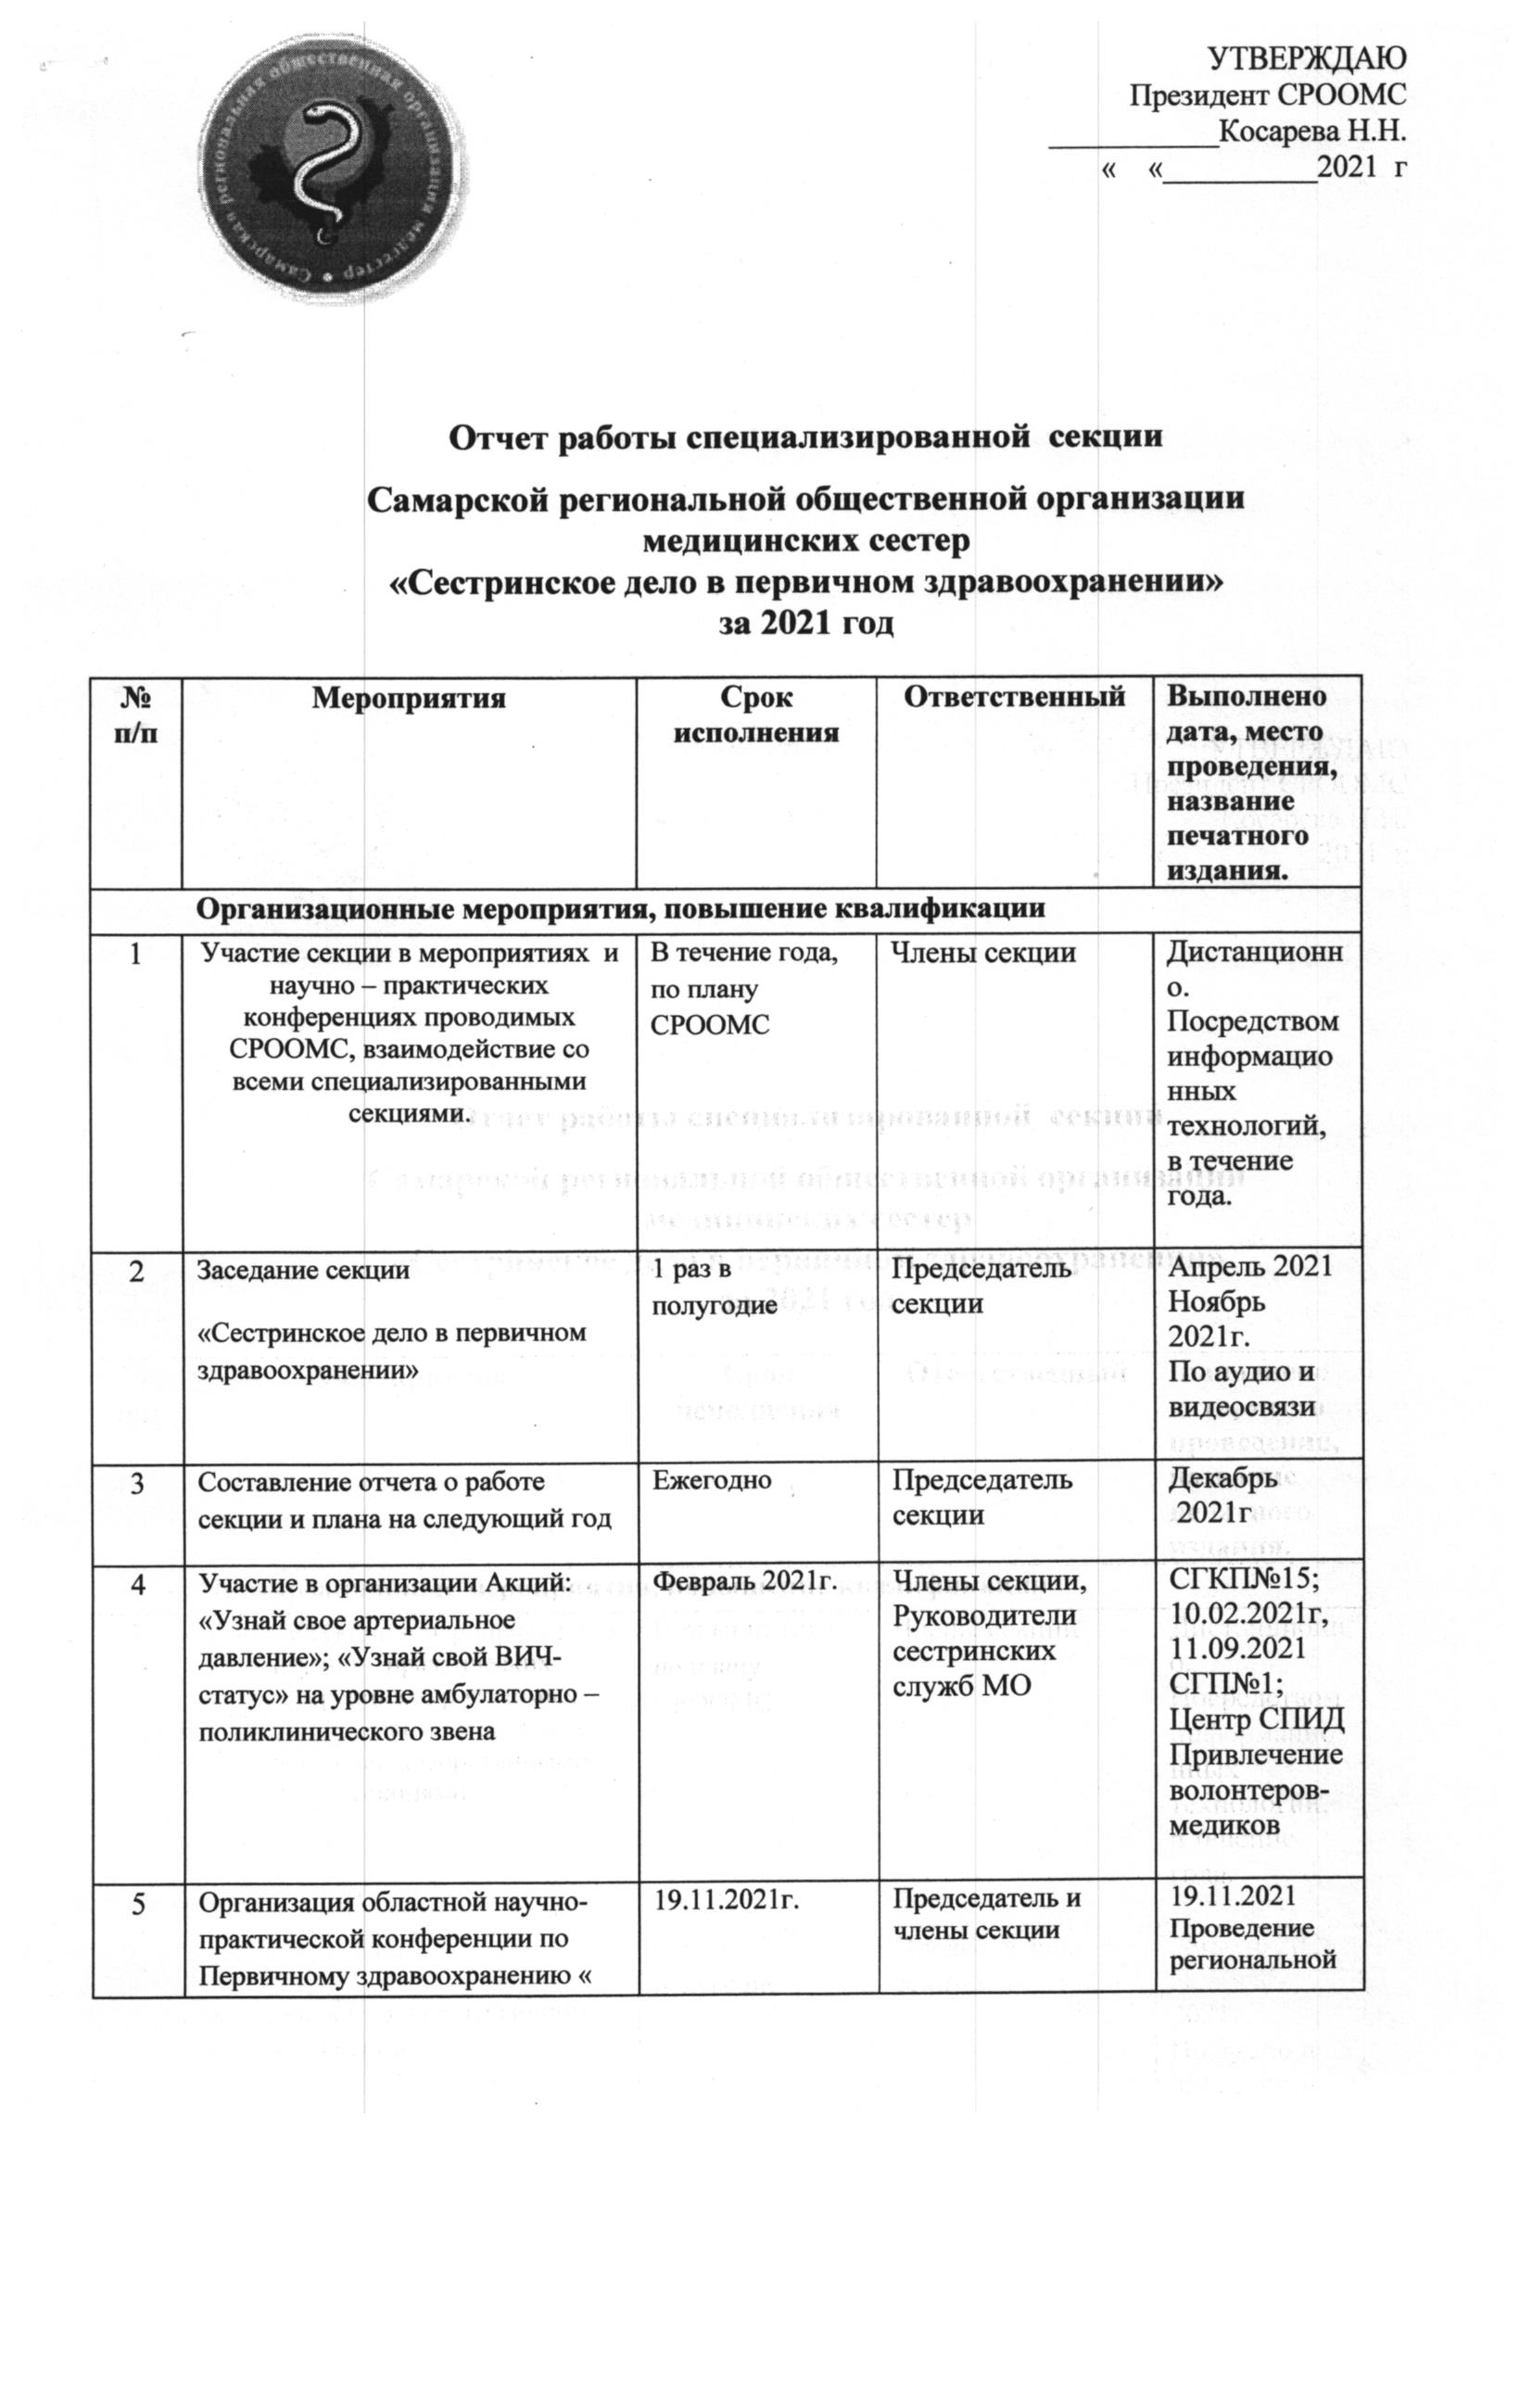 Самарская региональная общественная организация медсестер
УТВЕРЖДАЮ
Президент СРООМС
___________Косарева Н.Н.
«    «__________2021  г
Отчет работы специализированной  секции
Самарской региональной общественной организации
медицинских сестер
«Сестринское дело в первичном здравоохранении»
за 2021 год
№
п/п
Мероприятия
Срок
исполнения
Ответственный
Выполнено
дата, место
проведения,
название
печатного
издания.
Организационные мероприятия, повышение квалификации
1
Участие секции в мероприятиях  и
научно – практических
конференциях проводимых
СРООМС, взаимодействие со
всеми специализированными
секциями.
В течение года,
по плану
СРООМС
Члены секции
Дистанционн
о.
Посредством
информацио
нных
технологий,
в течение
года.
2
Заседание секции
«Сестринское дело в первичном
здравоохранении»
1 раз в
полугодие
Председатель
секции
Апрель 2021
Ноябрь
2021г.
По аудио и
видеосвязи
3
Составление отчета о работе
секции и плана на следующий год
Ежегодно
Председатель
секции
Декабрь
2021г
4
Участие в организации Акций:
«Узнай свое артериальное
давление»; «Узнай свой ВИЧ-
статус» на уровне амбулаторно –
поликлинического звена
Февраль 2021г.
Члены секции,
Руководители
сестринских
служб МО
СГКП№15;
10.02.2021г,
11.09.2021
СГП№1;
Центр СПИД
Привлечение
волонтеров-
медиков
5
Организация областной научно-
практической конференции по
Первичному здравоохранению «
19.11.2021г.
Председатель и
члены секции
19.11.2021
Проведение
региональной